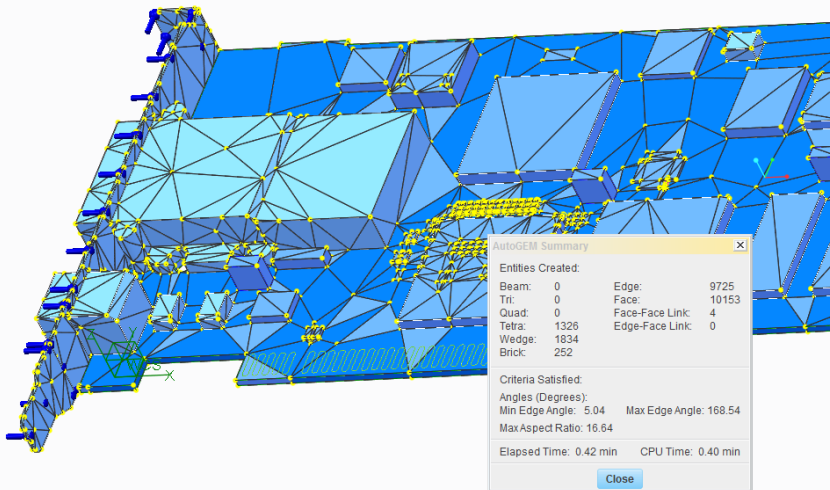 AutoGEM Summary
Entities Created:
Beam: 0 Edge: 9725
Tri: 0 Face: 10153
Quad: 0 Face-Face Link: 4
Tetra: 1326 Edge-Face Link: 0
Wedge: 1834
Brick: 252
Criteria Satisfied:
Angles (Degrees):
Min Edge Angle: 5.04 Max Edge Angle: 168.54
Max Aspect Ratio: 16.64
Elapsed Time: 0.42 min CPU Time: 0.40 min
Close
X